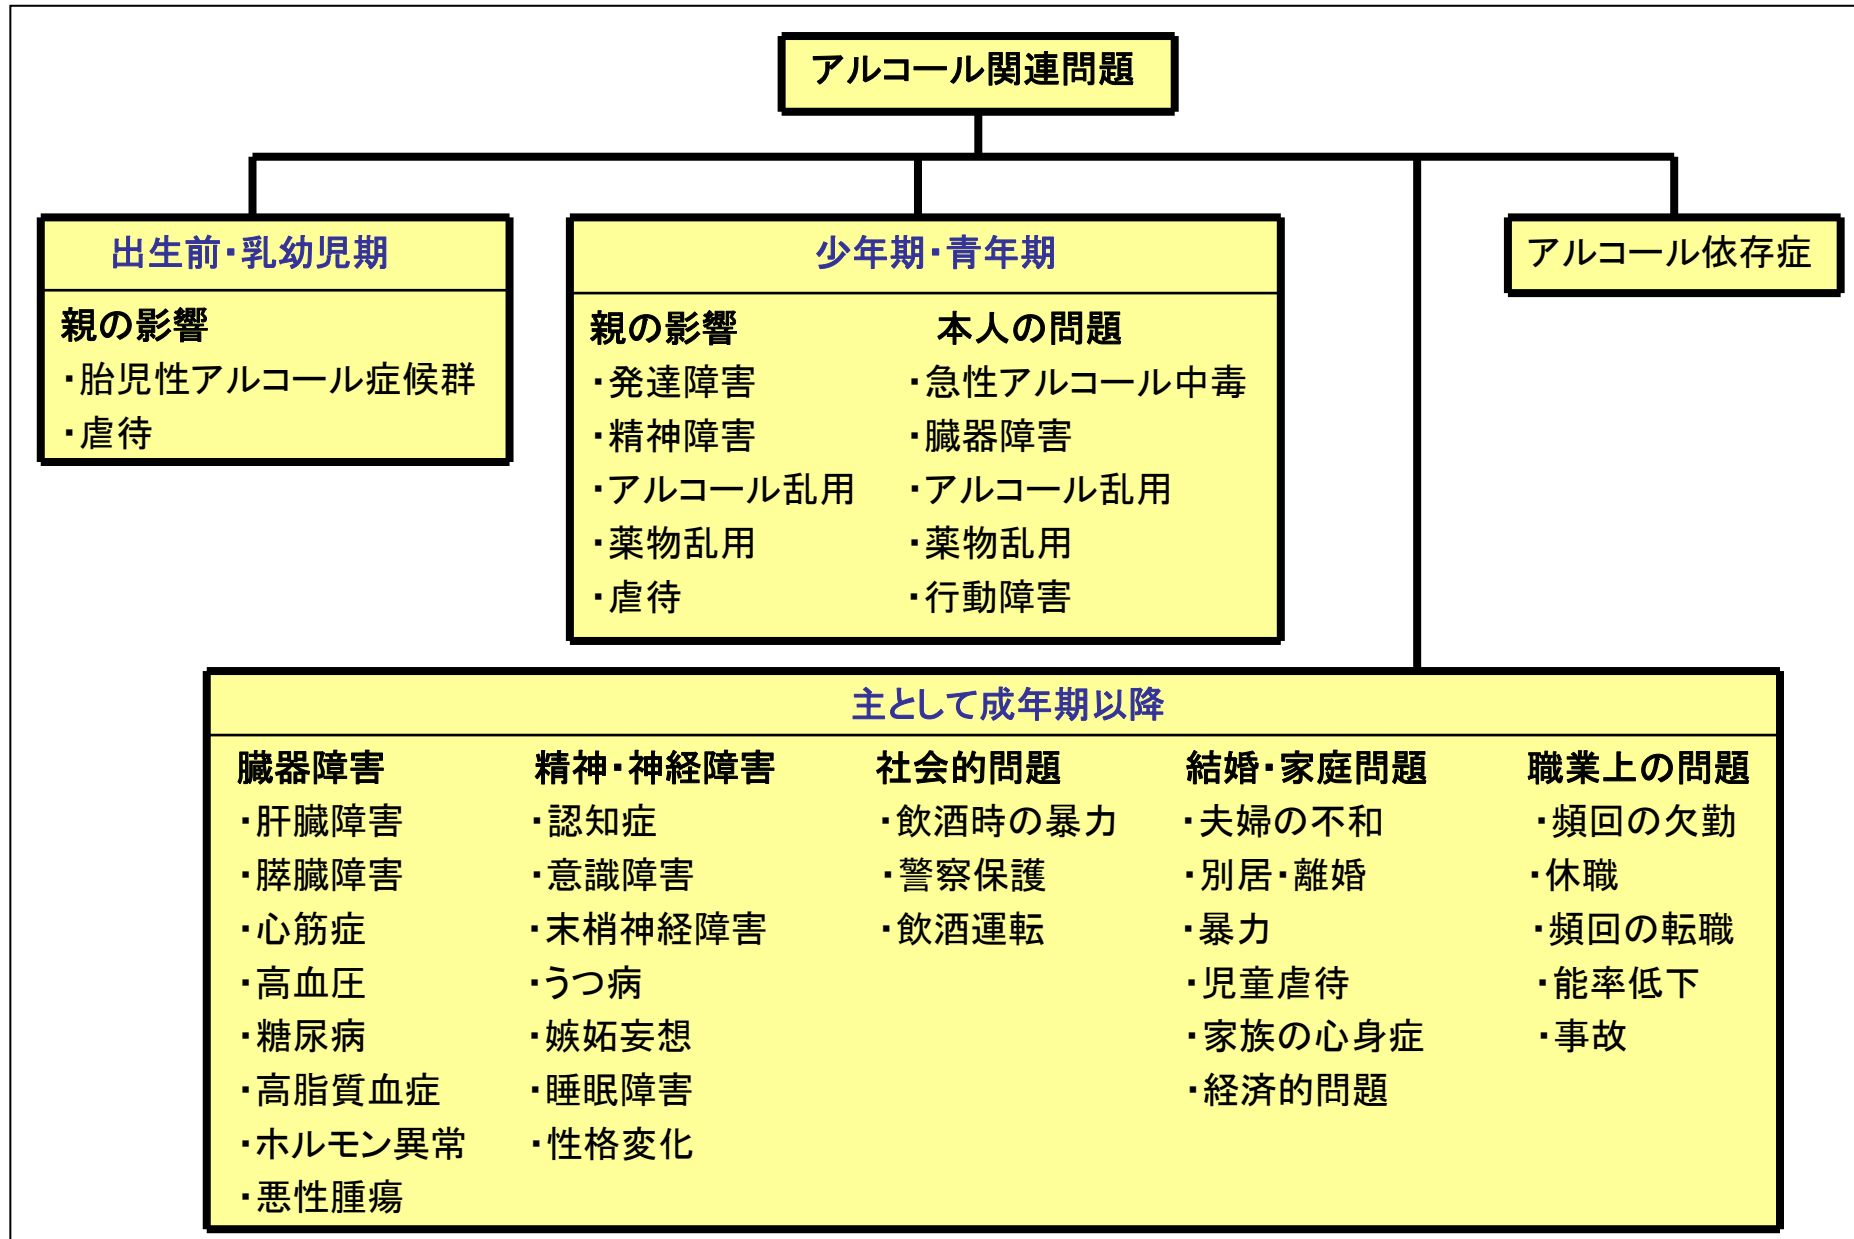 アルコール関連問題
出生前・乳幼児期
親の影響
・胎児性アルコール症候群
・虐待
少年期・青年期
親の影響
・発達障害
・精神障害
・アルコール乱用
・薬物乱用
・虐待
本人の問題
・急性アルコール中毒
・臓器障害
・アルコール乱用
・薬物乱用
・行動障害
アルコール依存症
主として成年期以降
臓器障害
・肝臓障害
・膵臓障害
・心筋症
・高血圧
・糖尿病
・高脂質血症
・ホルモン異常
・悪性腫瘍
精神・神経障害
・認知症
・意識障害
・末梢神経障害
・うつ病
・嫉妬妄想
・睡眠障害
・性格変化
社会的問題
・飲酒時の暴力
・警察保護
・飲酒運転
結婚・家庭問題
・夫婦の不和
・別居・離婚
・暴力
・児童虐待
・家族の心身症
・経済的問題
職業上の問題
・頻回の欠勤
・休職
・頻回の転職
・能率低下
・事故